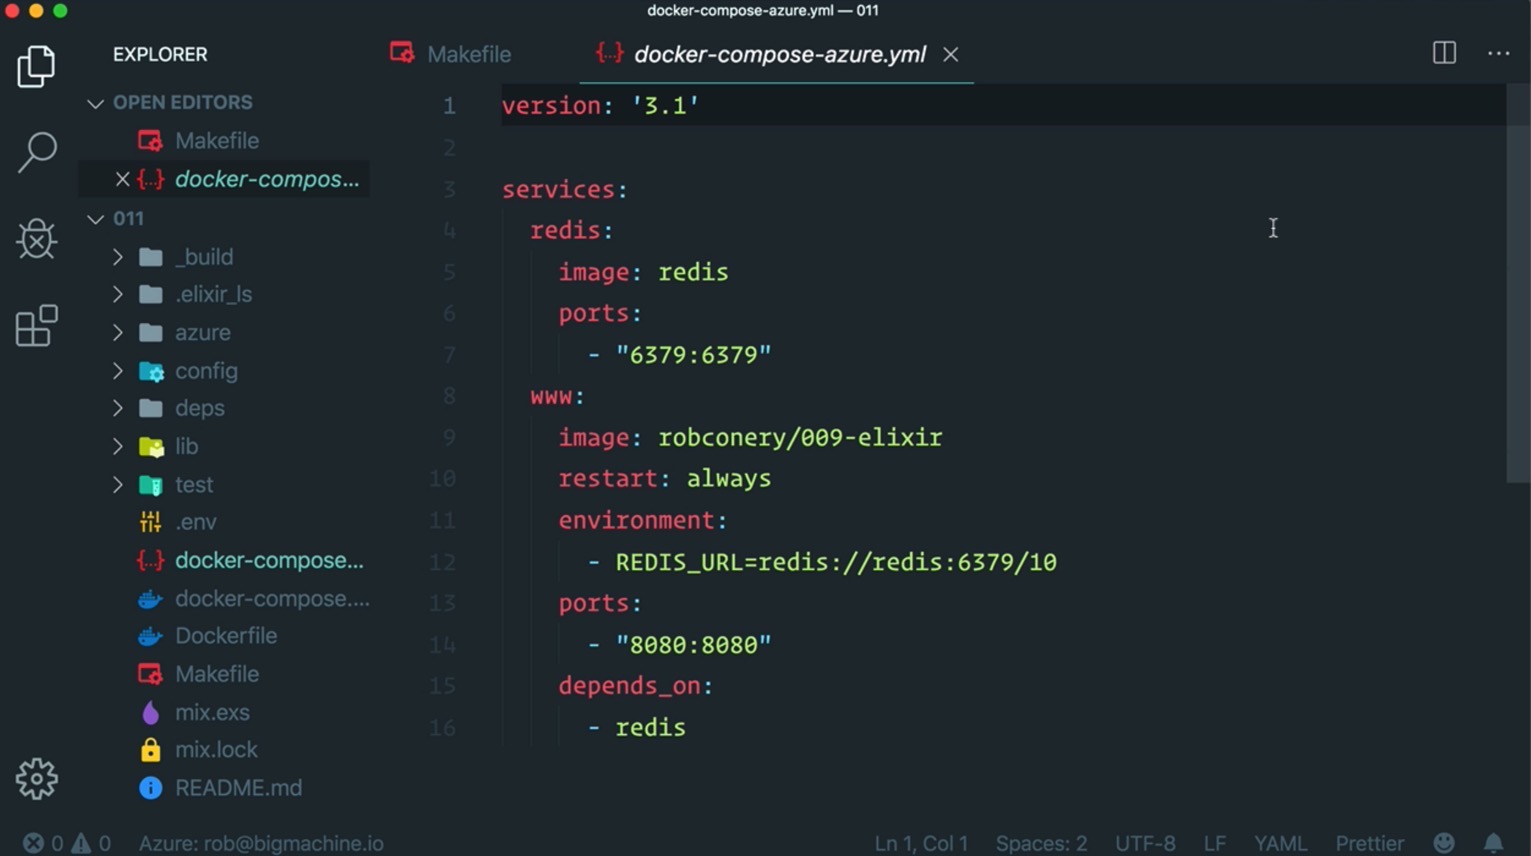 docker-compose-azure.yml — 011
EXPLORER
OPEN EDITORS
Makefile
docker-compos...
011
_build
.elixir_ls
azure
config
deps
lib
test
.env
docker-compose...
docker-compose....
Dockerfile
Makefile
mix.exs
mix.lock
README.md
Makefile
{...} docker-compose-azure.yml
1 version: '3.1'
2
3 services:
4 redis:
5 image: redis
6 ports:
7 - "6379:6379"
8 www:
9 image: robconery/009-elixir
10 restart: always
11 environment:
12 - REDIS_URL=redis://redis:6379/10
13 ports:
14 - "8080:8080"
15 depends_on:
16 - redis
0 0 Azure: rob@bigmachine.io Ln 1, Col 1 Spaces: 2 UTF-8 LF YAML Prettier